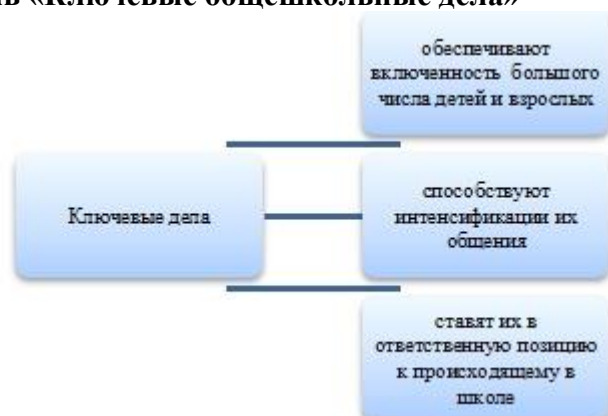 «Ключевые общешкольные дела»
обеспечивают
включенность большого
числа детей и взрослых
Ключевые дела
способствуют
интенсификации их
общения
ставят их в
ответственную позицию
к происходящему в
школе